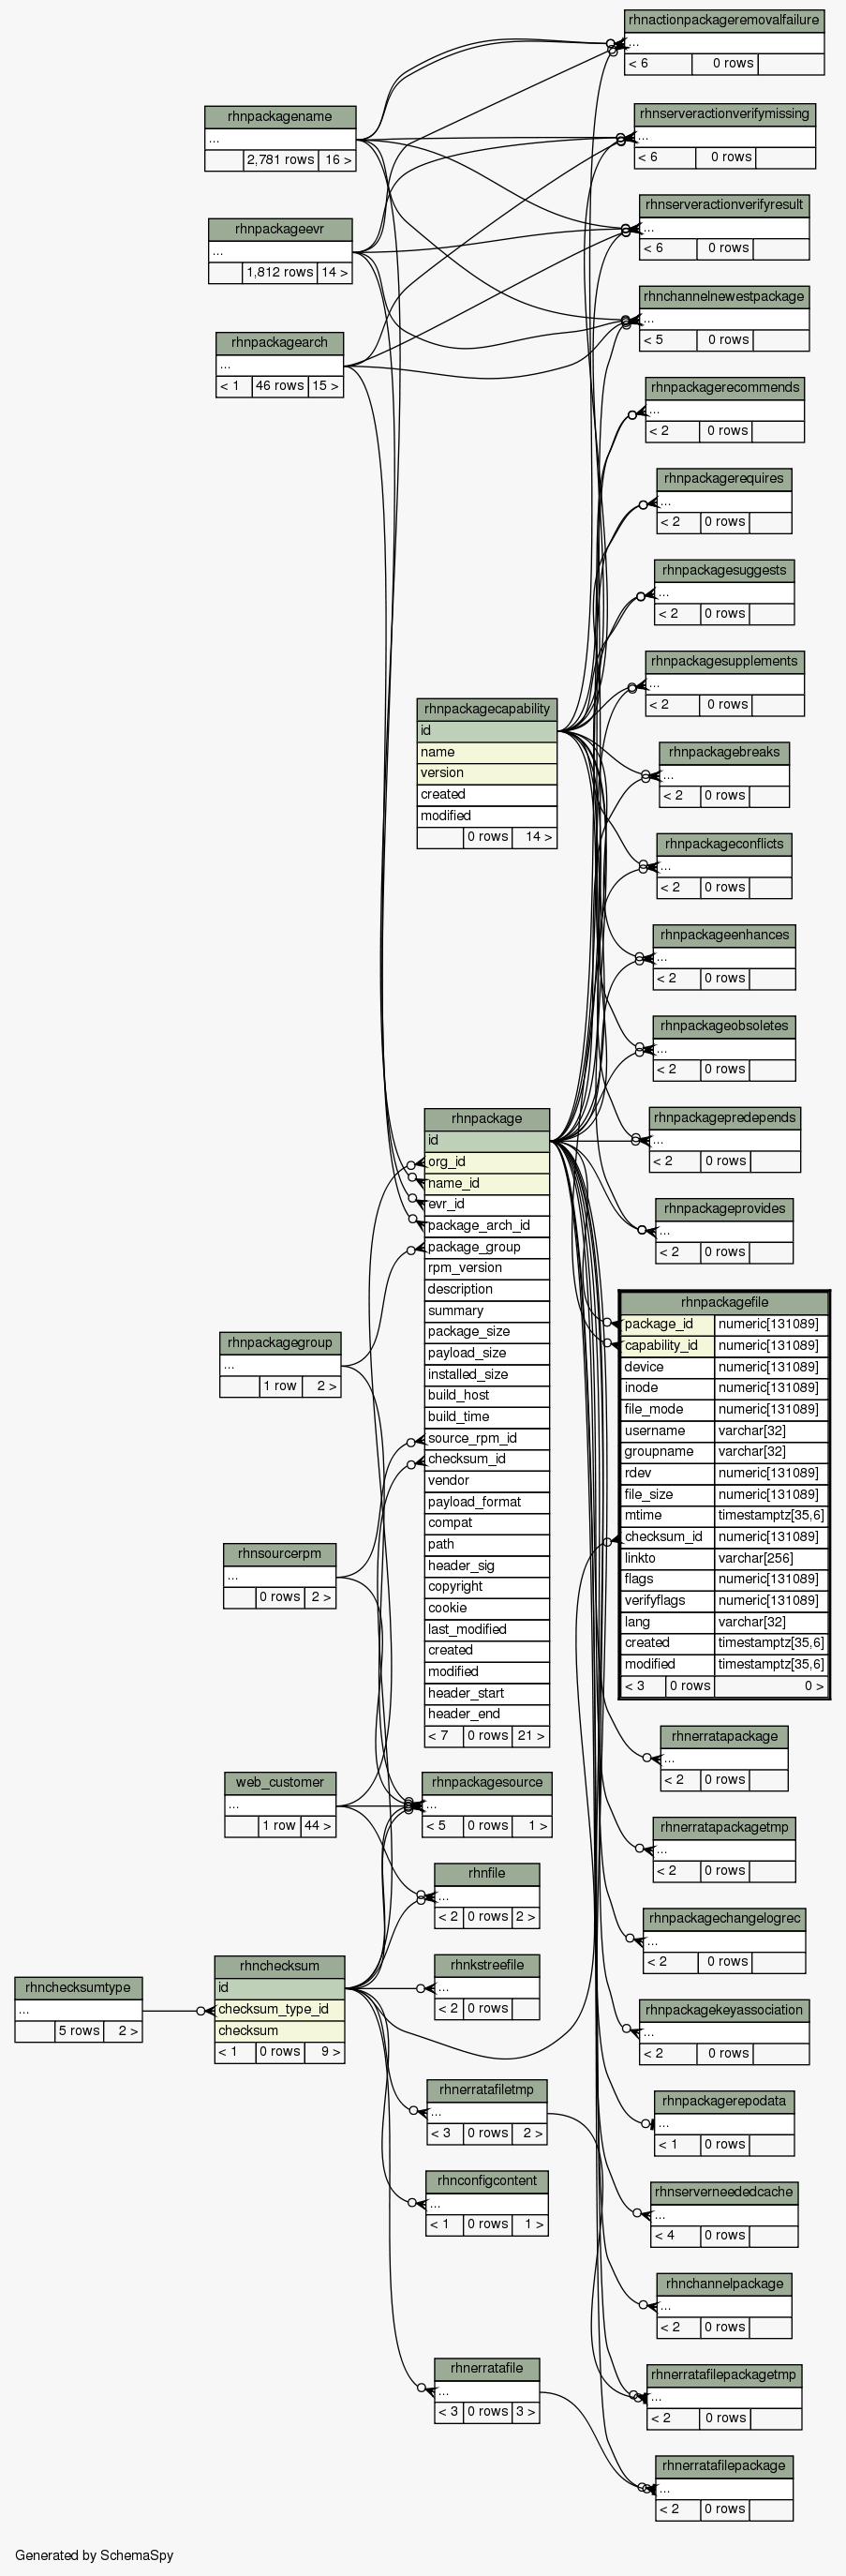 rhnactionpackageremovalfailure
...
< 6 0 rows
rhnpackagename
...
2,781 rows 16 >
rhnserveractionverifymissing
...
< 6 0 rows
rhnserveractionverifyresult
...
< 6 0 rows
rhnpackageevr
...
1,812 rows 14 >
rhnchannelnewestpackage
...
< 5 0 rows
rhnpackagearch
...
< 1 46 rows 15 >
rhnpackagerecommends
...
< 2 0 rows
rhnpackagerequires
...
< 2 0 rows
rhnpackagesuggests
...
< 2 0 rows
rhnpackagesupplements
...
< 2 0 rows
rhnpackagecapability
id
name
version
created
modified
0 rows 14 >
rhnpackagebreaks
...
< 2 0 rows
rhnpackageconflicts
...
< 2 0 rows
rhnpackageenhances
...
< 2 0 rows
rhnpackageobsoletes
...
< 2 0 rows
rhnpackagepredepends
...
< 2 0 rows
rhnpackageprovides
...
< 2 0 rows
rhnpackage
id
org_id
name_id
evr_id
package_arch_id
package_group
rpm_version
description
summary
package_size
payload_size
installed_size
build_host
build_time
source_rpm_id
checksum_id
vendor
payload_format
compat
path
header_sig
copyright
cookie
last_modified
created
modified
header_start
header_end
< 7 0 rows 21 >
rhnpackagefile
package_id numeric[131089]
capability_id numeric[131089]
device numeric[131089]
inode numeric[131089]
file_mode numeric[131089]
username varchar[32]
groupname varchar[32]
rdev numeric[131089]
file_size numeric[131089]
mtime timestamptz[35,6]
checksum_id numeric[131089]
linkto varchar[256]
flags numeric[131089]
verifyflags numeric[131089]
lang varchar[32]
created timestamptz[35,6]
modified timestamptz[35,6]
< 3 0 rows 0 >
rhnpackagegroup
...
1 row 2 >
rhnsourcerpm
...
0 rows 2 >
web_customer
...
1 row 44 >
rhnpackagesource
...
< 5 0 rows 1 >
rhnerratapackage
...
< 2 0 rows
rhnerratapackagetmp
...
< 2 0 rows
rhnfile
...
< 2 0 rows 2 >
rhnpackagechangelogrec
...
< 2 0 rows
rhnchecksumtype
...
5 rows 2 >
rhnchecksum
id
checksum_type_id
checksum
< 1 0 rows 9 >
rhnkstreefile
...
< 2 0 rows
rhnpackagekeyassociation
...
< 2 0 rows
rhnerratafiletmp
...
< 3 0 rows 2 >
rhnpackagerepodata
...
< 1 0 rows
rhnconfigcontent
...
< 1 0 rows 1 >
rhnserverneededcache
...
< 4 0 rows
rhnchannelpackage
...
< 2 0 rows
rhnerratafile
...
< 3 0 rows 3 >
rhnerratafilepackagetmp
...
< 2 0 rows
rhnerratafilepackage
...
< 2 0 rows
Generated by SchemaSpy